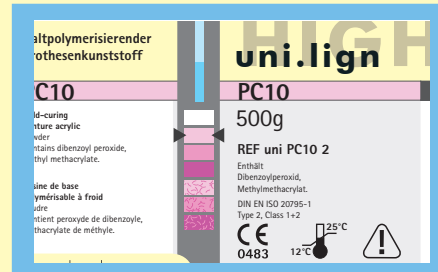 altpolymerisierender
rothesenkunststoff
PC10
ld-curing
nture acrylic
wder
ntains dibenzoyl peroxide,
thyl methacrylate.
sine de base
ymérisable à froid
udre
ntient peroxyde de dibenzoyle,
thacrylate de méthyle.
HIGH
uni.lign
PC10
500g
REF uni PC10 2
Enthält
Dibenzoylperoxid,
Methylmethacrylat.
DIN EN ISO 20795-1
Type 2, Class 1+2
CE
0483
12°C
25°C